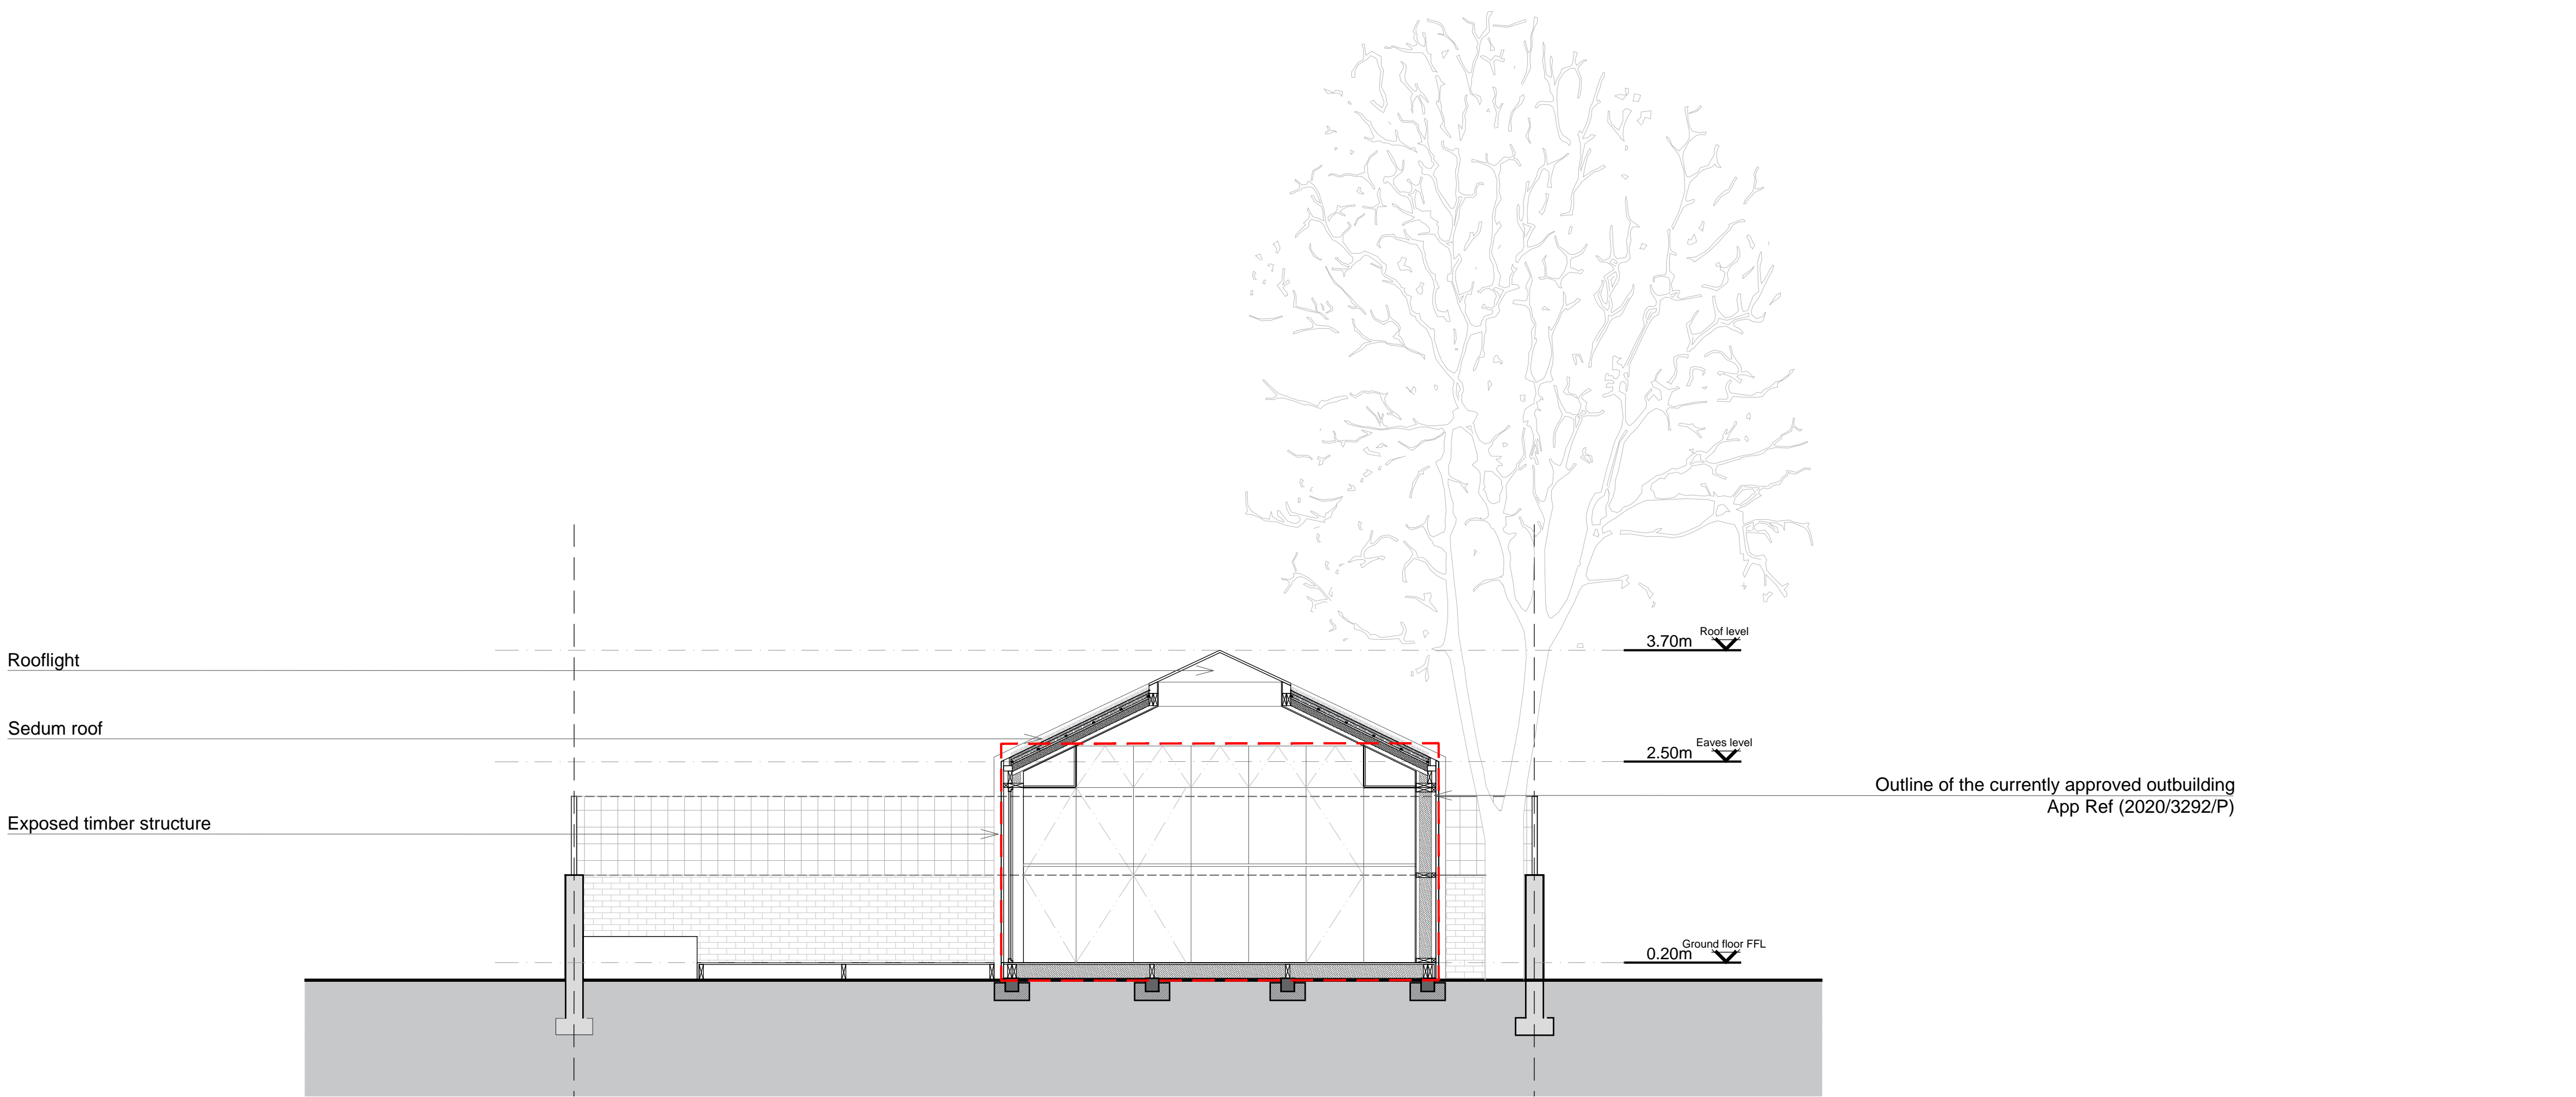 Roof level
3.70m
Rooflight
Sedum roof
Eaves level
2.50m
Outline of the currently approved outbuilding
App Ref (2020/3292/P)
Exposed timber structure
Ground floor FFL
0.20m